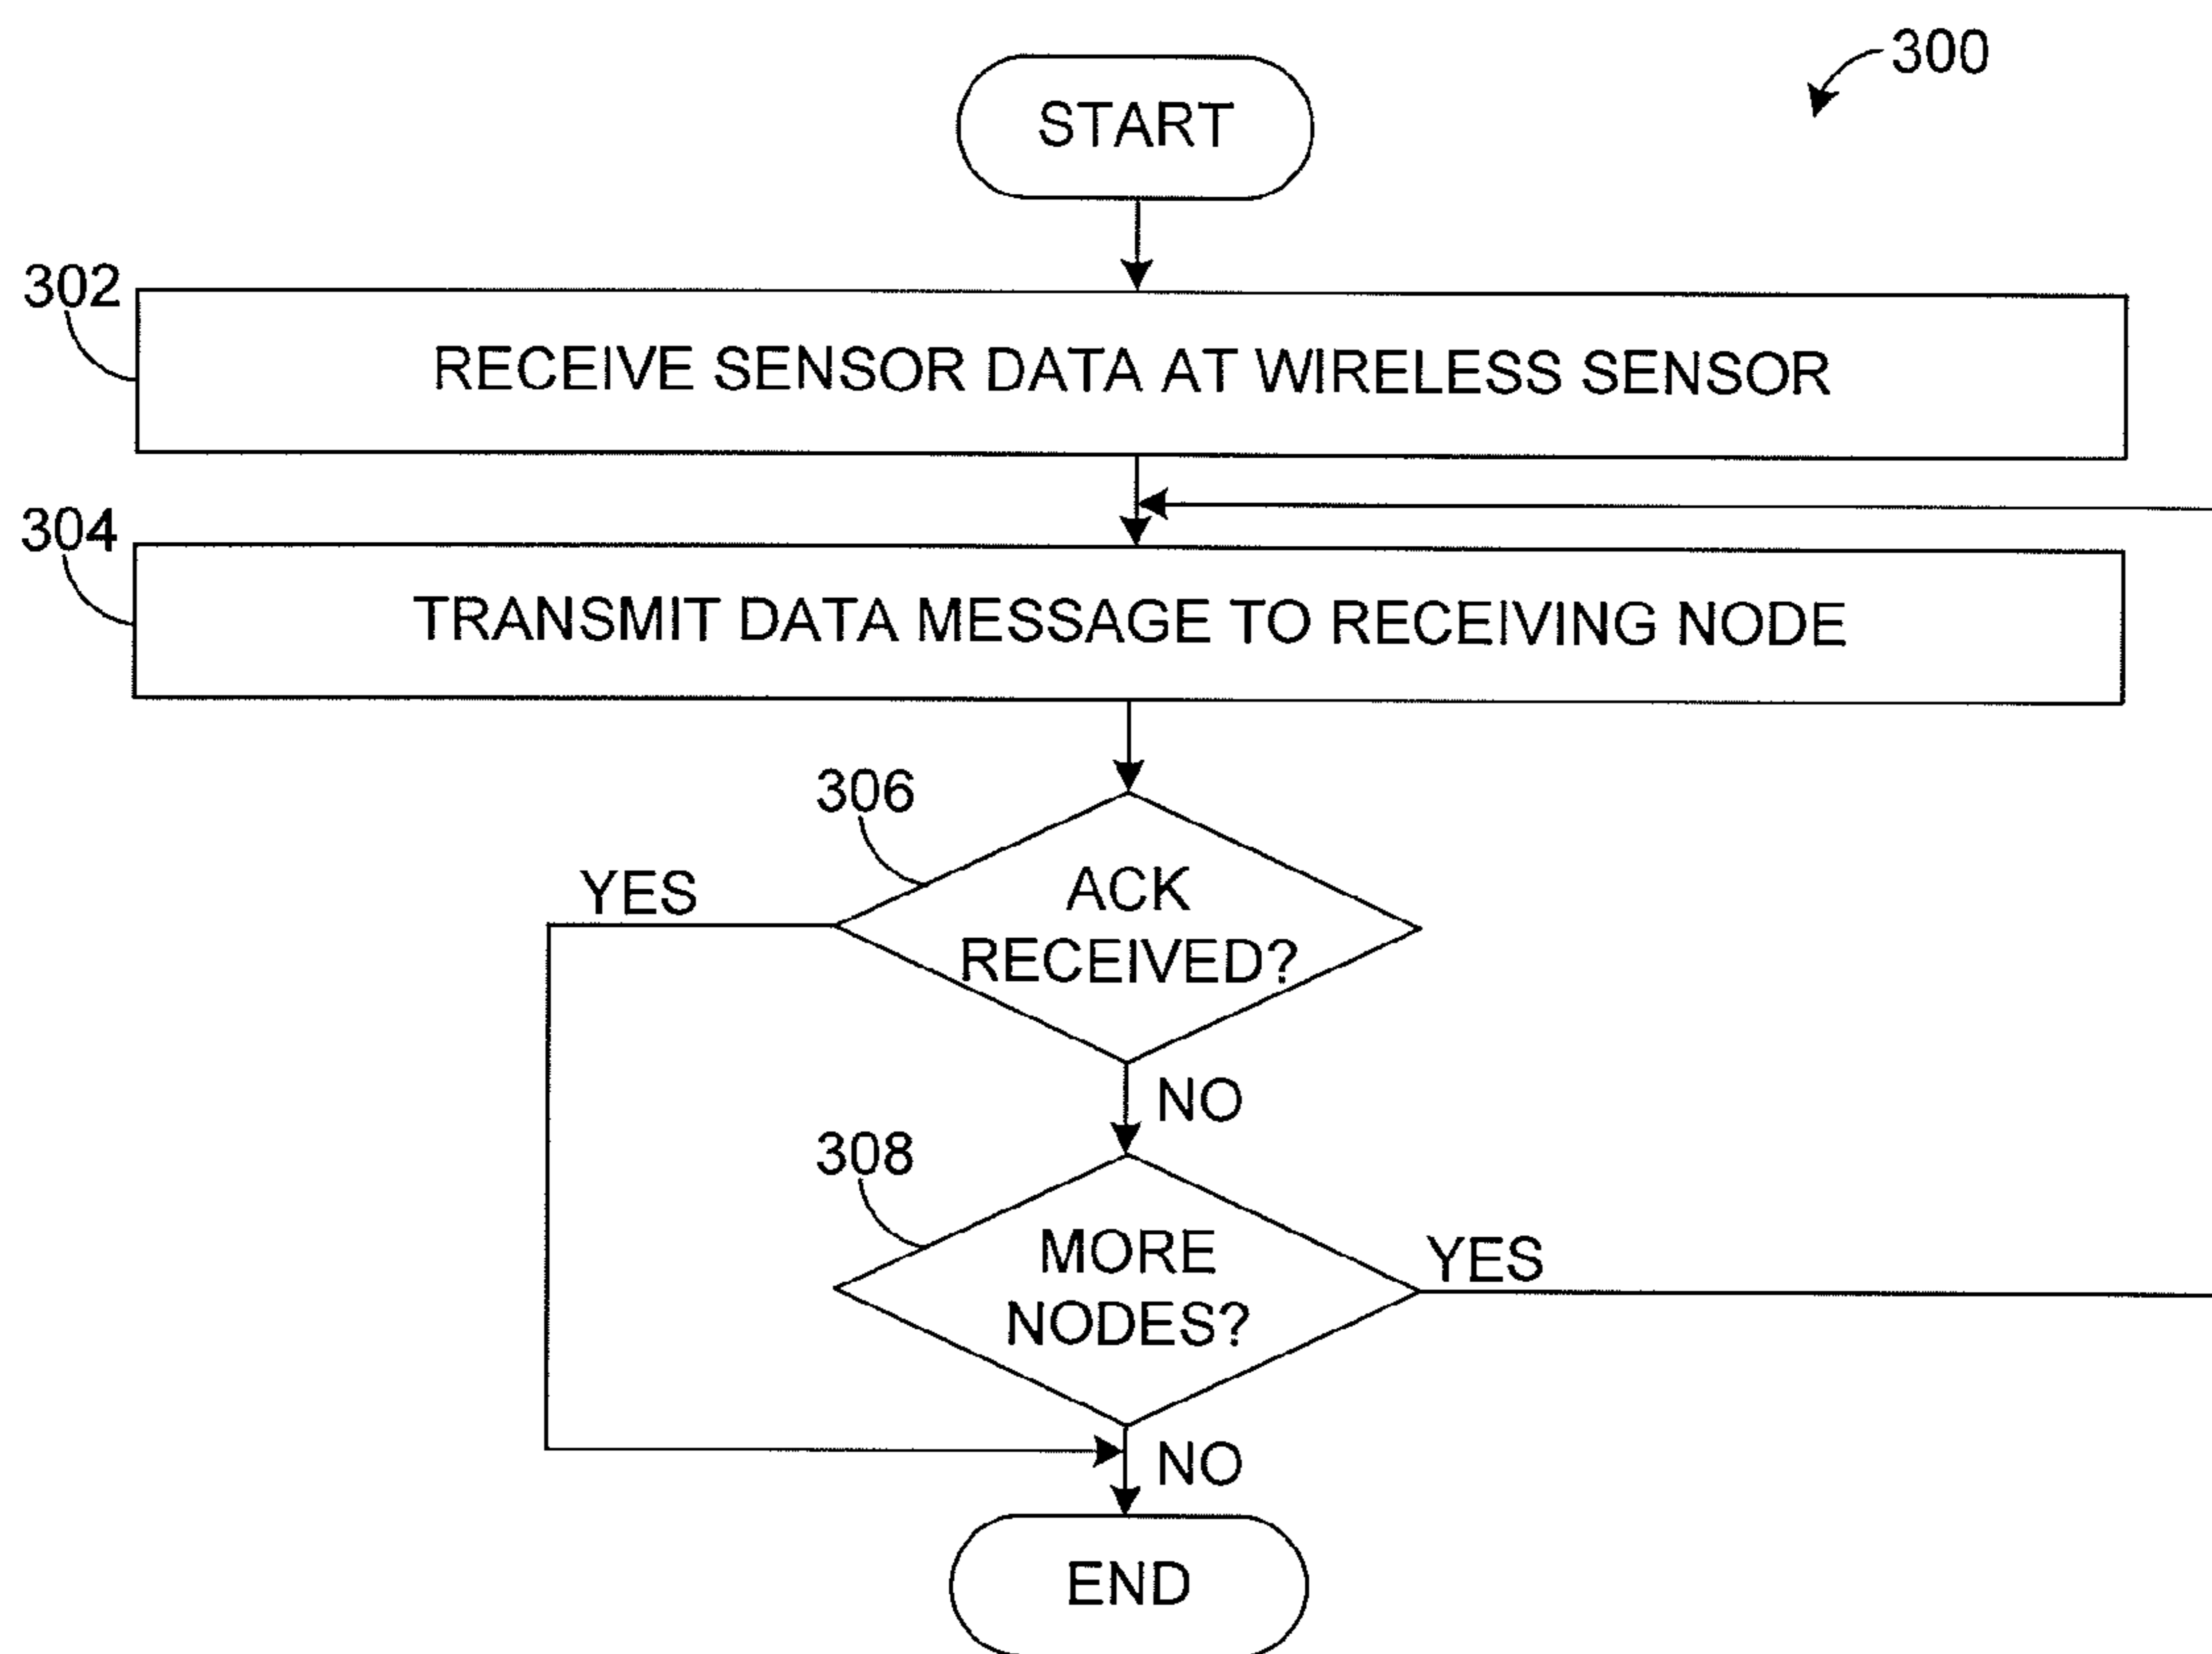 300
START
302
RECEIVE SENSOR DATA AT WIRELESS SENSOR
304
TRANSMIT DATA MESSAGE TO RECEIVING NODE
306
YES
ACK
RECEIVED?
NO
308
MORE
NODES?
YES
NO
END